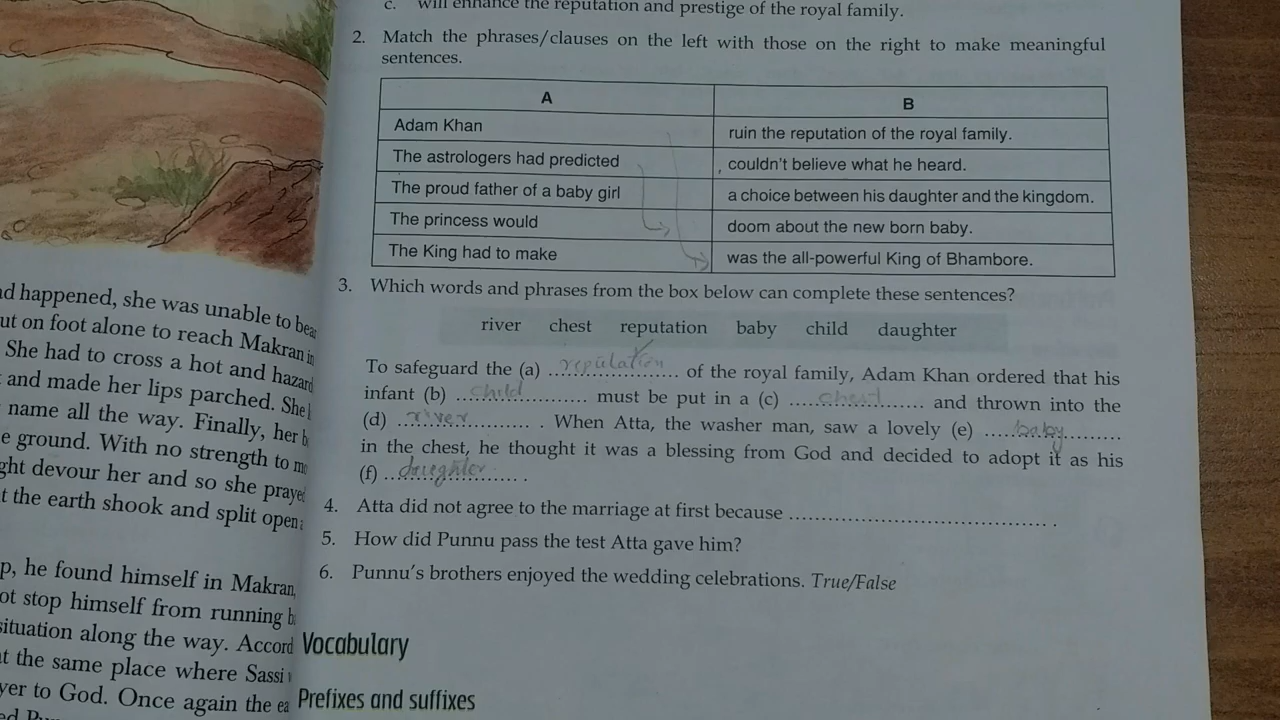 c. will enhance the reputation and prestige of the royal family.
2. Match the phrases/clauses on the left with those on the right to make meaningful
sentences.
A B
Adam Khan ruin the reputation of the royal family.
The astrologers had predicted couldn't believe what he heard.
The proud father of a baby girl a choice between his daughter and the kingdom.
The princess would doom about the new born baby.
The King had to make was the all-powerful King of Bhambore.
3. Which words and phrases from the box below can complete these sentences?
river chest reputation baby child daughter
To safeguard the (a) reputation of the royal family, Adam Khan ordered that his
infant (b) child must be put in a (c) chest and thrown into the
(d) river . When Atta, the washer man, saw a lovely (e) baby
in the chest, he thought it was a blessing from God and decided to adopt it as his
(f) daughter .
4. Atta did not agree to the marriage at first because .................................... .
5. How did Punnu pass the test Atta gave him?
6. Punnu's brothers enjoyed the wedding celebrations. True/False
Vocabulary
Prefixes and suffixes
happened, she was unable to
on foot alone to reach Makran
She had to cross a hot and
and made her lips parched. She
name all the way. Finally, her
ground. With no strength to
devour her and so she
the earth shook and split open
he found himself in Makran,
stop himself from running
situation along the way.
the same place where Sassi
to God. Once again the